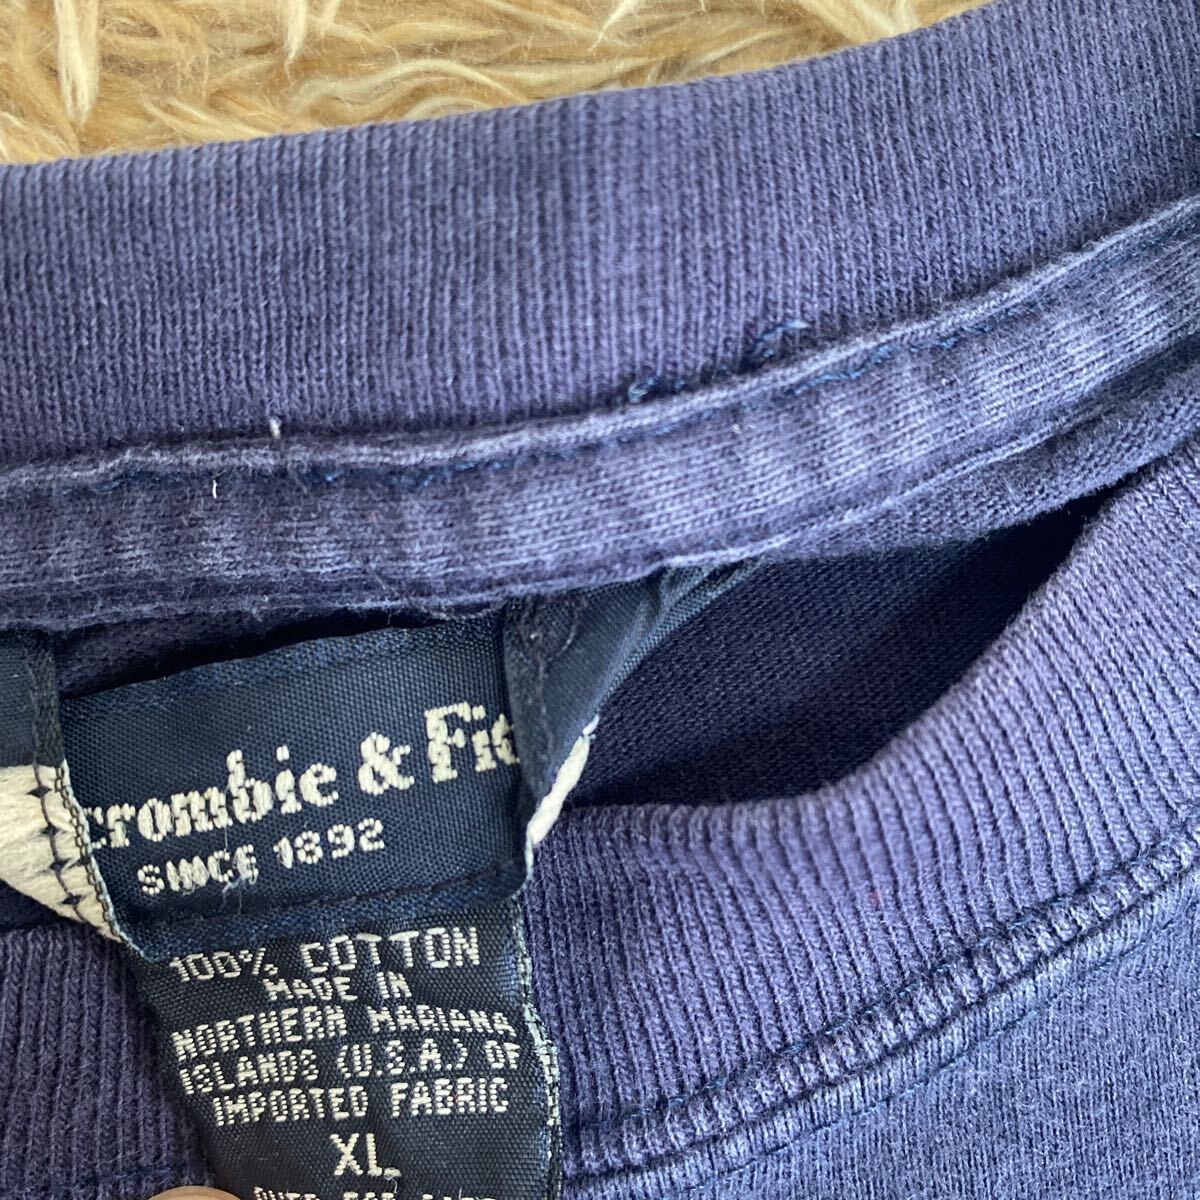 crombie & Fit
SINCE 1892
100% COTTON
MADE IN
NORTHERN MARIANA
ISLANDS (U.S.A.) OF
IMPORTED FABRIC
XL